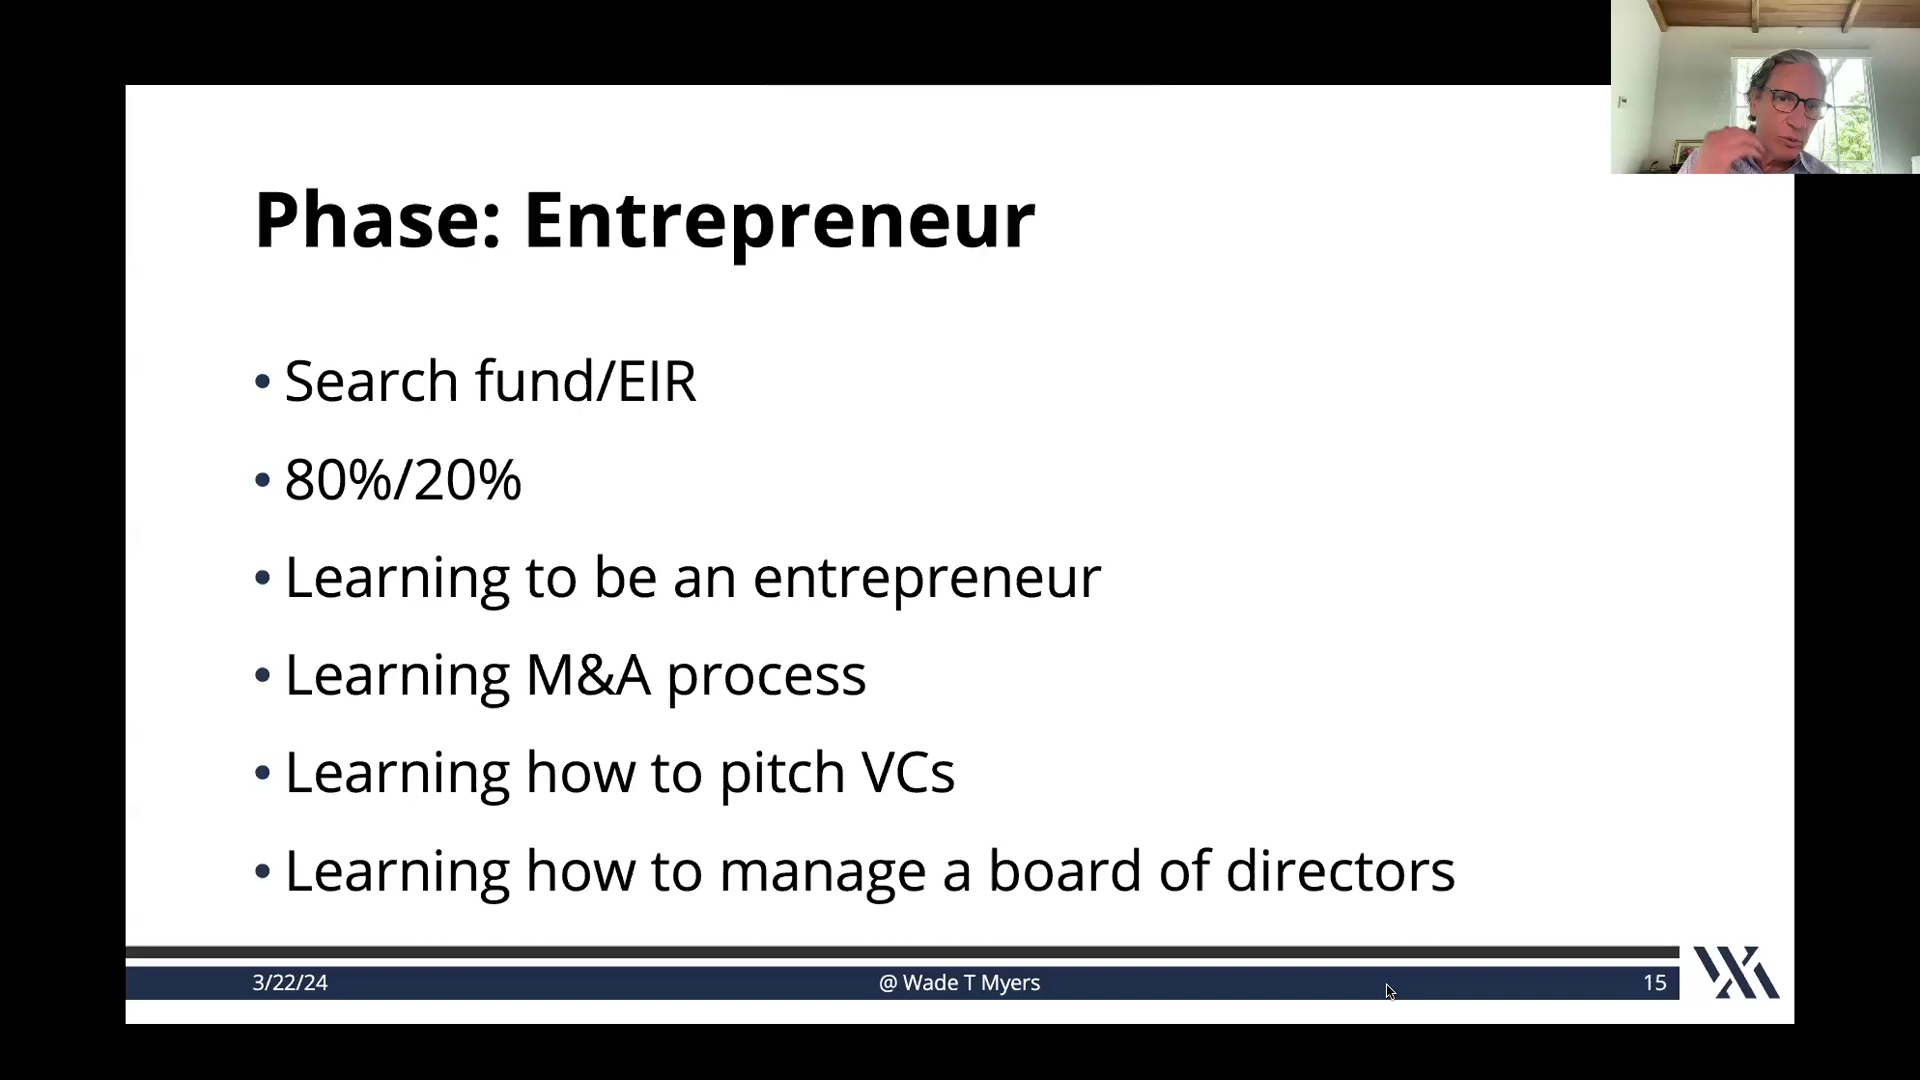 Phase: Entrepreneur
• Search fund/EIR
• 80%/20%
• Learning to be an entrepreneur
• Learning M&A process
• Learning how to pitch VCs
• Learning how to manage a board of directors
3/22/24
@ Wade T Myers
15